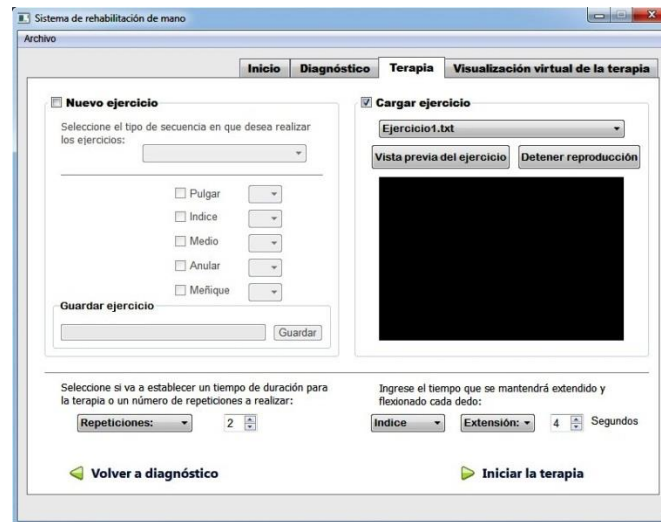 Sistema de rehabilitación de mano
Archivo
Inicio Diagnóstico Terapia Visualización virtual de la terapia
Nuevo ejercicio
Seleccione el tipo de secuencia en que desea realizar
los ejercicios:
Pulgar
Indice
Medio
Anular
Meñique
Guardar ejercicio
Guardar
Cargar ejercicio
Ejercicio1.txt
Vista previa del ejercicio Detener reproducción
Seleccione si va a establecer un tiempo de duración para
la terapia o un número de repeticiones a realizar:
Repeticiones: 2
Ingrese el tiempo que se mantendrá extendido y
flexionado cada dedo:
Indice Extensión: 4 Segundos
Volver a diagnóstico
Iniciar la terapia